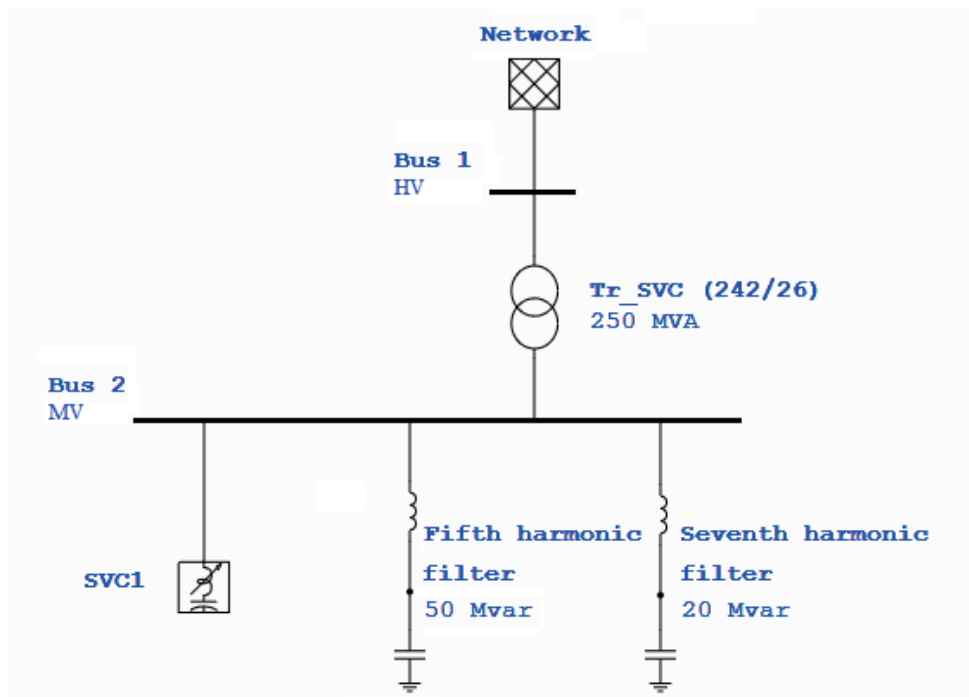 Network
Bus 1
HV
Tr_SVC (242/26)
250 MVA
Bus 2
MV
Fifth harmonic
filter
50 Mvar
Seventh harmonic
filter
20 Mvar
SVC1